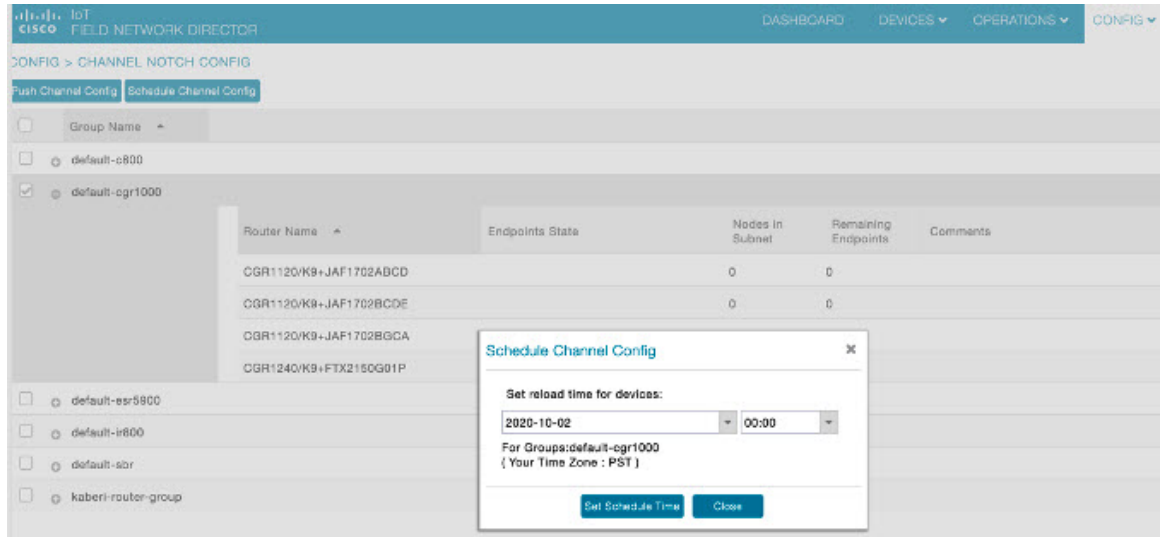 IoT
CISCO FIELD NETWORK DIRECTOR
DASHBOARD DEVICES OPERATIONS CONFIG
CONFIG > CHANNEL NOTCH CONFIG
Push Channel Config Schedule Channel Config
Group Name
default-c800
default-cgr1000
Router Name Endpoints State Nodes in Subnet Remaining Endpoints Comments
CGR1120/K9+JAF1702ABCD 0 0
CGR1120/K9+JAF1702BCDE 0 0
CGR1120/K9+JAF1702BGCA
CGR1240/K9+FTX2150G01P
Schedule Channel Config
Set reload time for devices:
2020-10-02 00:00
For Groups:default-cgr1000
( Your Time Zone : PST )
Set Schedule Time Close
default-esr5900
default-ir800
default-sbr
kaberi-router-group